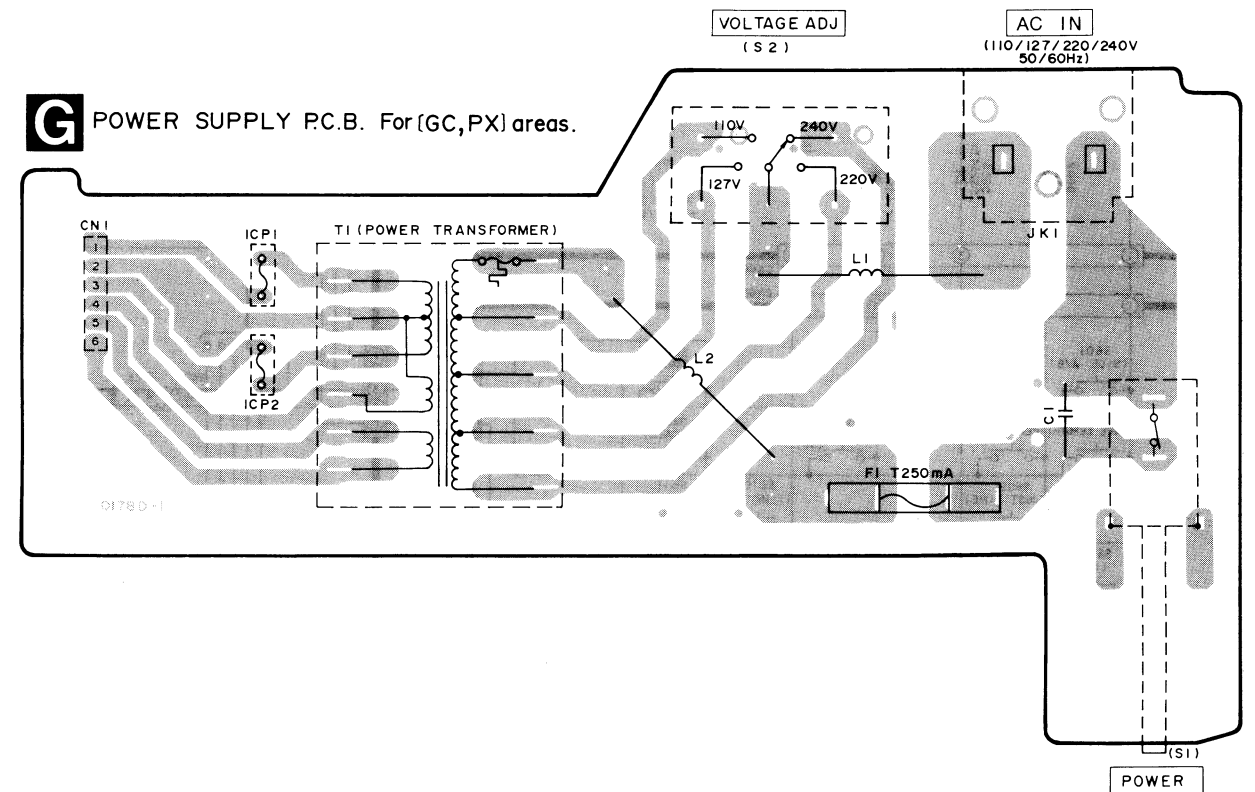 VOLTAGE ADJ
(S2)
AC IN
(110/127/220/240V
50/60Hz)
G POWER SUPPLY P.C.B. For [GC, PX] areas.
110V
240V
127V
220V
CN1
1
2
3
4
5
6
ICP1
ICP2
T1 (POWER TRANSFORMER)
JK1
L1
L2
C1
F1 T250mA
0178D-1
(S1)
POWER